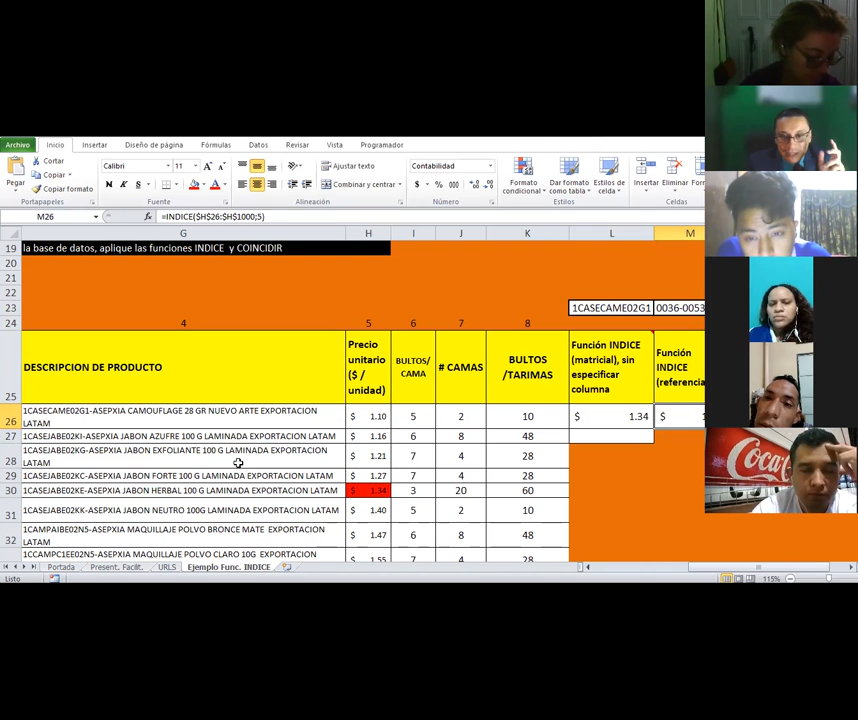 Archivo Inicio Insertar Diseño de página Fórmulas Datos Revisar Vista Programador
Cortar
Copiar
Copiar formato
Pegar
Calibri 11
N K S
Ajustar texto
Combinar y centrar
Contabilidad
$ % 000
Formato condicional
Dar formato como tabla
Estilos de celda
Insertar Eliminar
Portapapeles Fuente Alineación Número Estilos Celdas
M26 fx =INDICE($H$26:$H$1000;5)
G H I J K L M
19 la base de datos, aplique las funciones INDICE y COINCIDIR
20
21
22
23 1CASECAME02G1 0036-0053
24 4 5 6 7 8
25 DESCRIPCION DE PRODUCTO
Precio unitario ($ / unidad)
BULTOS/ CAMA
# CAMAS
BULTOS /TARIMAS
Función INDICE (matricial), sin especificar columna
Función INDICE (referencia
26 1CASECAME02G1-ASEPXIA CAMOUFLAGE 28 GR NUEVO ARTE EXPORTACION LATAM $ 1.10 5 2 10 $ 1.34 $
27 1CASEJABE02KI-ASEPXIA JABON AZUFRE 100 G LAMINADA EXPORTACION LATAM $ 1.16 6 8 48
28 1CASEJABE02KG-ASEPXIA JABON EXFOLIANTE 100 G LAMINADA EXPORTACION LATAM $ 1.21 7 4 28
29 1CASEJABE02KC-ASEPXIA JABON FORTE 100 G LAMINADA EXPORTACION LATAM $ 1.27 7 4 28
30 1CASEJABE02KE-ASEPXIA JABON HERBAL 100 G LAMINADA EXPORTACION LATAM $ 1.34 3 20 60
31 1CASEJABE02KK-ASEPXIA JABON NEUTRO 100G LAMINADA EXPORTACION LATAM $ 1.40 5 2 10
32 1CAMPAIBE02N5-ASEPXIA MAQUILLAJE POLVO BRONCE MATE EXPORTACION LATAM $ 1.47 6 8 48
1CCAMPC1EE02N5-ASEPXIA MAQUILLAJE POLVO CLARO 10G EXPORTACION $ 1.55 7 4 28
Portada Present. Facilit. URLS Ejemplo Func. INDICE
Listo 115%
Coca